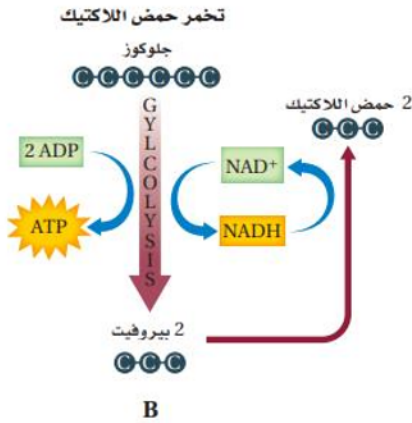 تخمر حمض اللاكتيك
جلوكوز
C-C-C-C-C-C
2 حمض اللاكتيك
C-C-C
GYLCOLYSIS
2 ADP
NAD+
ATP
NADH
2 بيروفيت
C-C-C
B